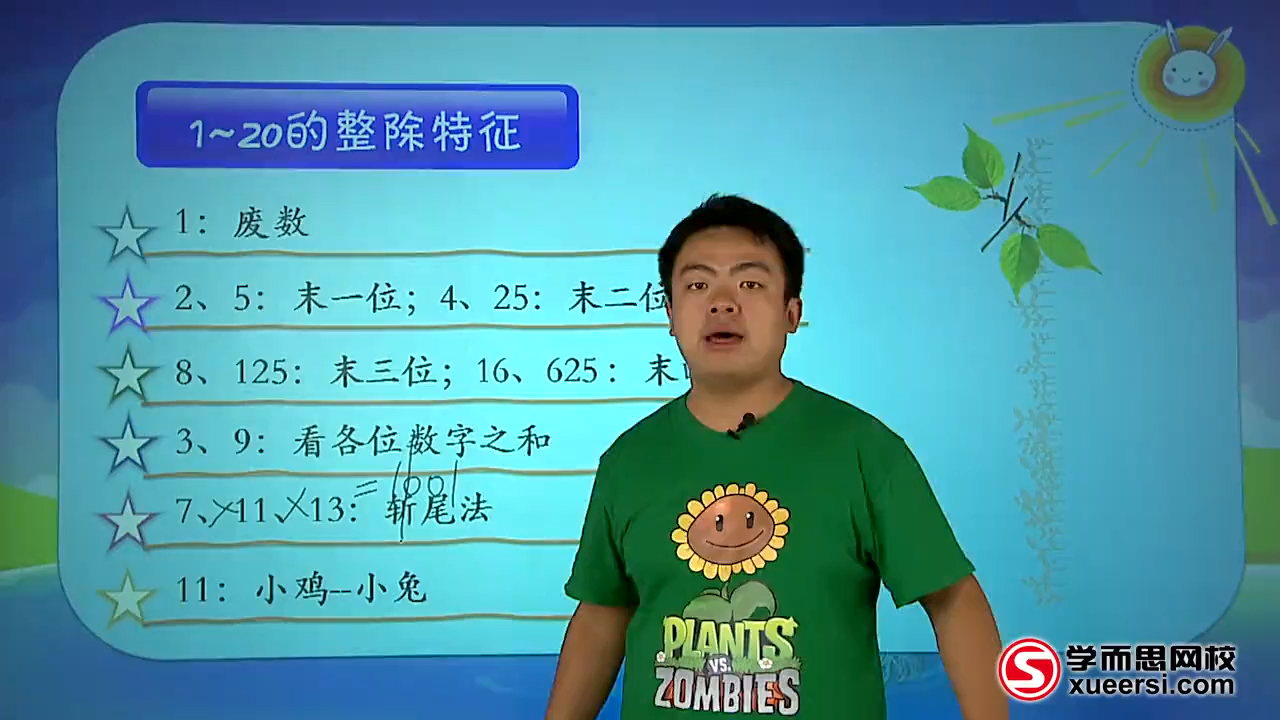 1~20的整除特征
1：废数
2、5：末一位；4、25：末二位
8、125：末三位；16、625：末
3、9：看各位数字之和
7、×11、×13：斩尾法
=1001
11：小鸡--小兔
PLANTS
VS.
ZOMBIES
学而思网校
xueersi.com